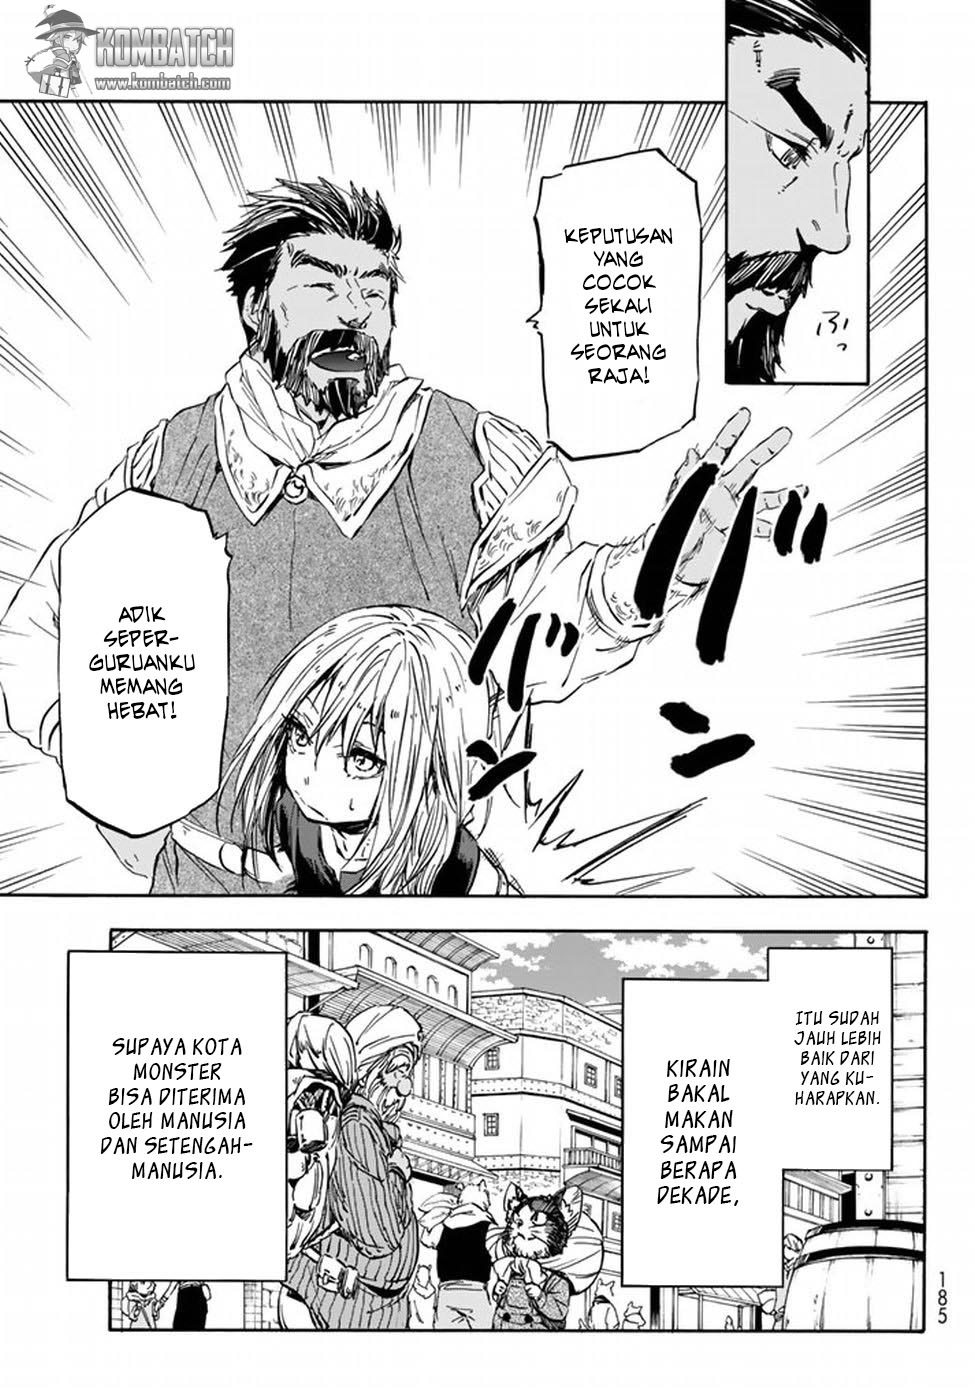 KOMBATCH
www.kombatch.com
ふっ
KEPUTUSAN
YANG
COCOK
SEKALI
UNTUK
SEORANG
RAJA!
ADIK
SEPER-
GURUANKU
MEMANG
HEBAT!
ズバン
ITU SUDAH
JAUH LEBIH
BAIK DARI
YANG KU-
HARAPKAN.
KIRAIN
BAKAL
MAKAN
SAMPAI
BERAPA
DEKADE,
SUPAYA KOTA
MONSTER
BISA DITERIMA
OLEH MANUSIA
DAN SETENGAH-
MANUSIA.
185